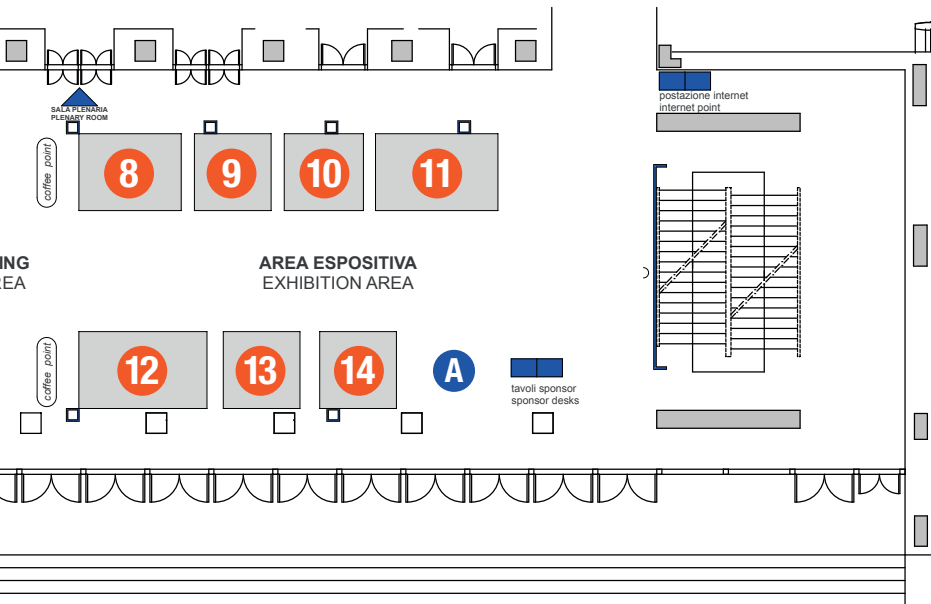 SALA PLENARIA
PLENARY ROOM
postazione internet
internet point
coffee point
8
9
10
11
AREA ESPOSITIVA
EXHIBITION AREA
coffee point
12
13
14
A
tavoli sponsor
sponsor desks